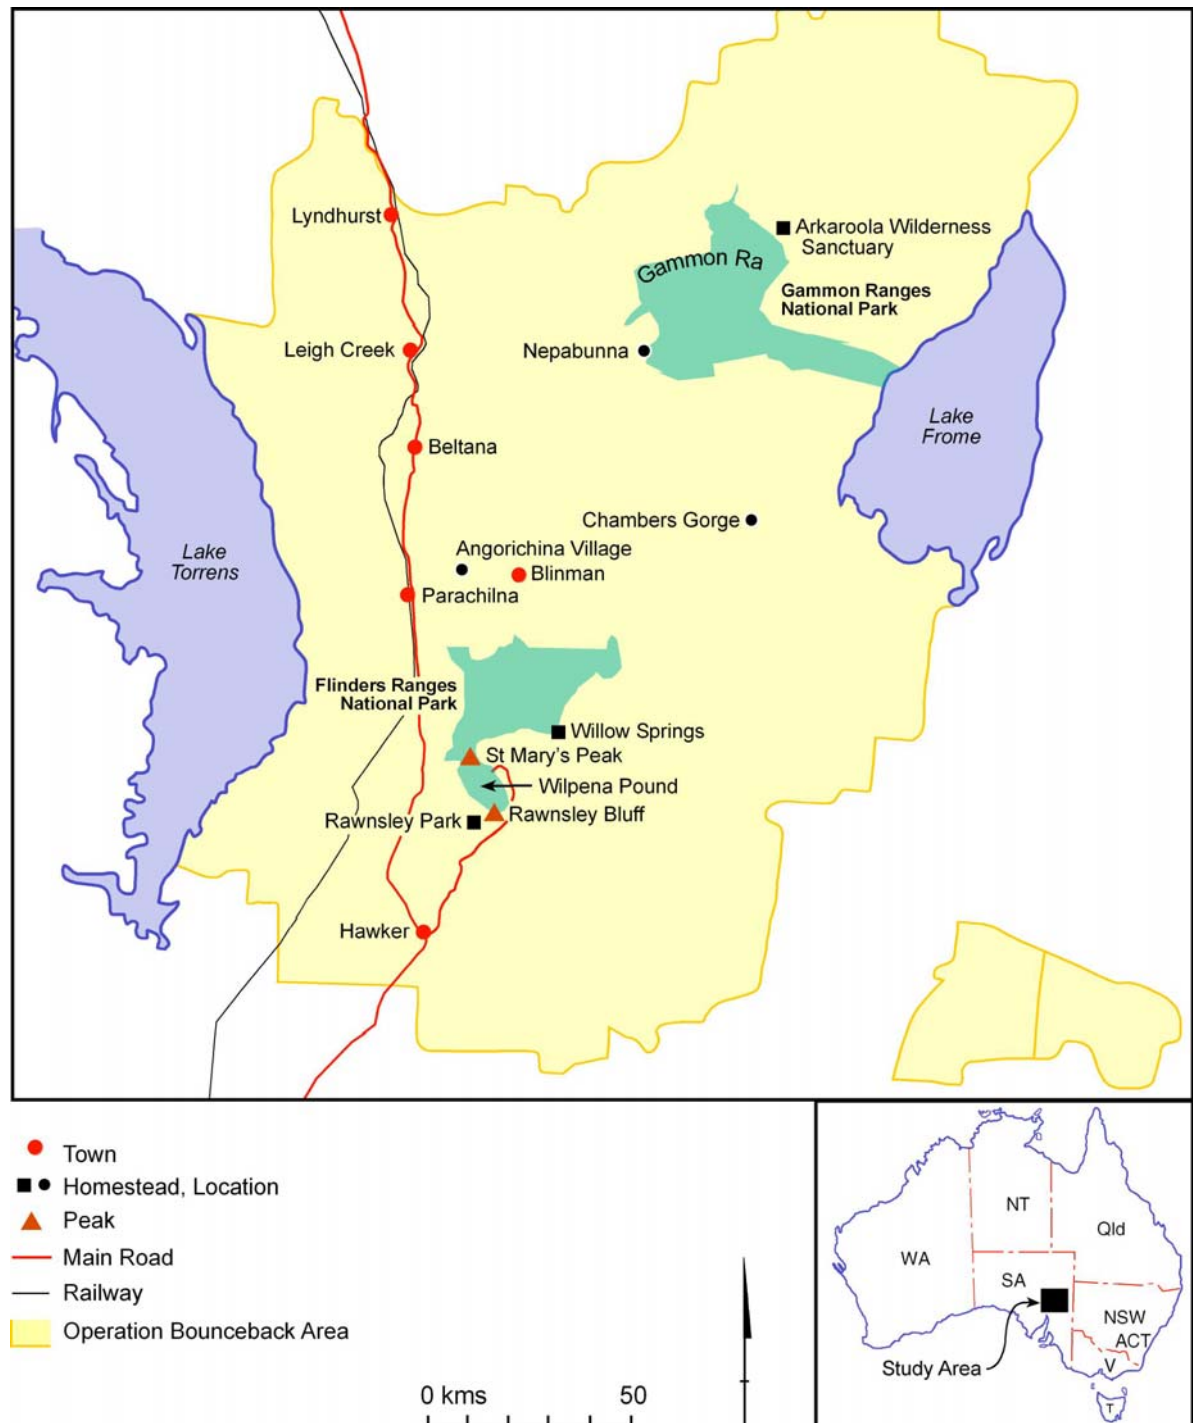 Lyndhurst
Arkaroola Wilderness
Sanctuary
Gammon Ra
Gammon Ranges
National Park
Leigh Creek
Nepabunna
Lake
Frome
Beltana
Chambers Gorge
Lake
Torrens
Angorichina Village
Blinman
Parachilna
Flinders Ranges
National Park
Willow Springs
St Mary's Peak
Wilpena Pound
Rawnsley Park
Rawnsley Bluff
Hawker
Town
Homestead, Location
Peak
Main Road
Railway
Operation Bounceback Area
0 kms 50
NT
Qld
WA
SA
NSW
ACT
V
Study Area
T